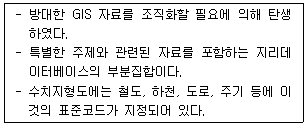 - 방대한 GIS 자료를 조직화할 필요에 의해 탄생
하였다.
- 특별한 주제와 관련된 자료를 포함하는 지리데
이터베이스의 부분집합이다.
- 수치지형도에는 철도, 하천, 도로, 주기 등에 이
것의 표준코드가 지정되어 있다.